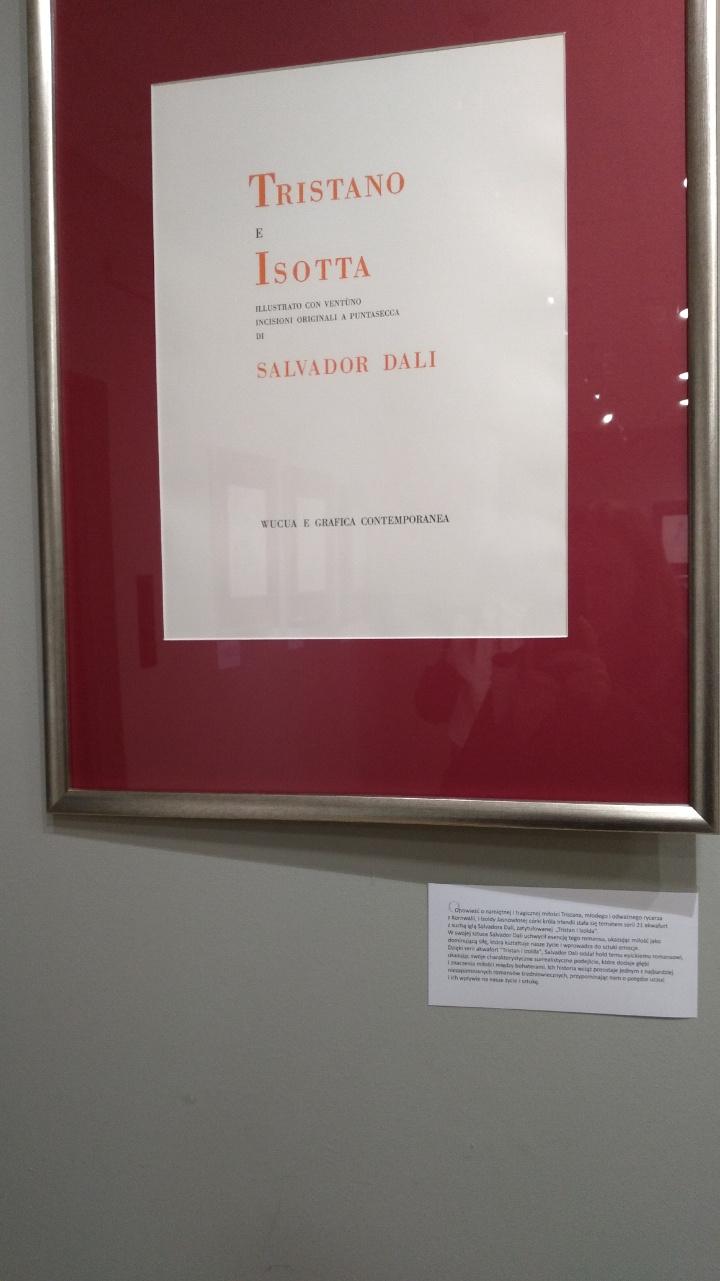 TRISTANO
E
ISOTTA
ILLUSTRATO CON VENTÚNO
INCISIONI ORIGINALI A PUNTASECCA
DI
SALVADOR DALI
WUCUA E GRAFICA CONTEMPORANEA
Opowieść o namiętnej i tragicznej miłości Tristana, młodego i odważnego rycerza
z Kornwalii, i Izoldy Jasnowłosej córki króla Irlandii stała się tematem serii 21 akwafort
z suchą igłą Salvadora Dali, zatytułowanej „Tristan i Izolda".
W swojej sztuce Salvador Dali uchwycił esencję tego romansu, ukazując miłość jako
dominującą siłę, która kształtuje nasze życie i wprowadza do sztuki emocje.
Dzięki serii akwafort "Tristan i Izolda", Salvador Dali oddał hołd temu epickiemu romansowi,
ukazując swoje charakterystyczne surrealistyczne podejście, które dodaje głębi
i znaczenia miłości między bohaterami. Ich historia wciąż pozostaje jednym z najbardziej
niezapomnianych romansów średniowiecznych, przypominając nam o potędze uczuć
i ich wpływie na nasze życie i sztukę.